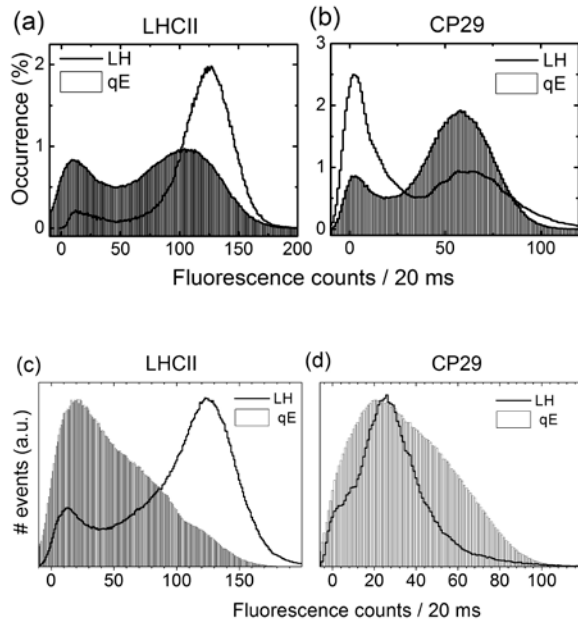 (a) LHCII
LH
qE
Occurrence (%)
2
1
0
0 50 100 150 200
(b) CP29
LH
qE
3
2
1
0
0 50 100
Fluorescence counts / 20 ms
(c) LHCII
LH
qE
# events (a.u.)
0 50 100 150
(d) CP29
LH
qE
0 20 40 60 80 100
Fluorescence counts / 20 ms